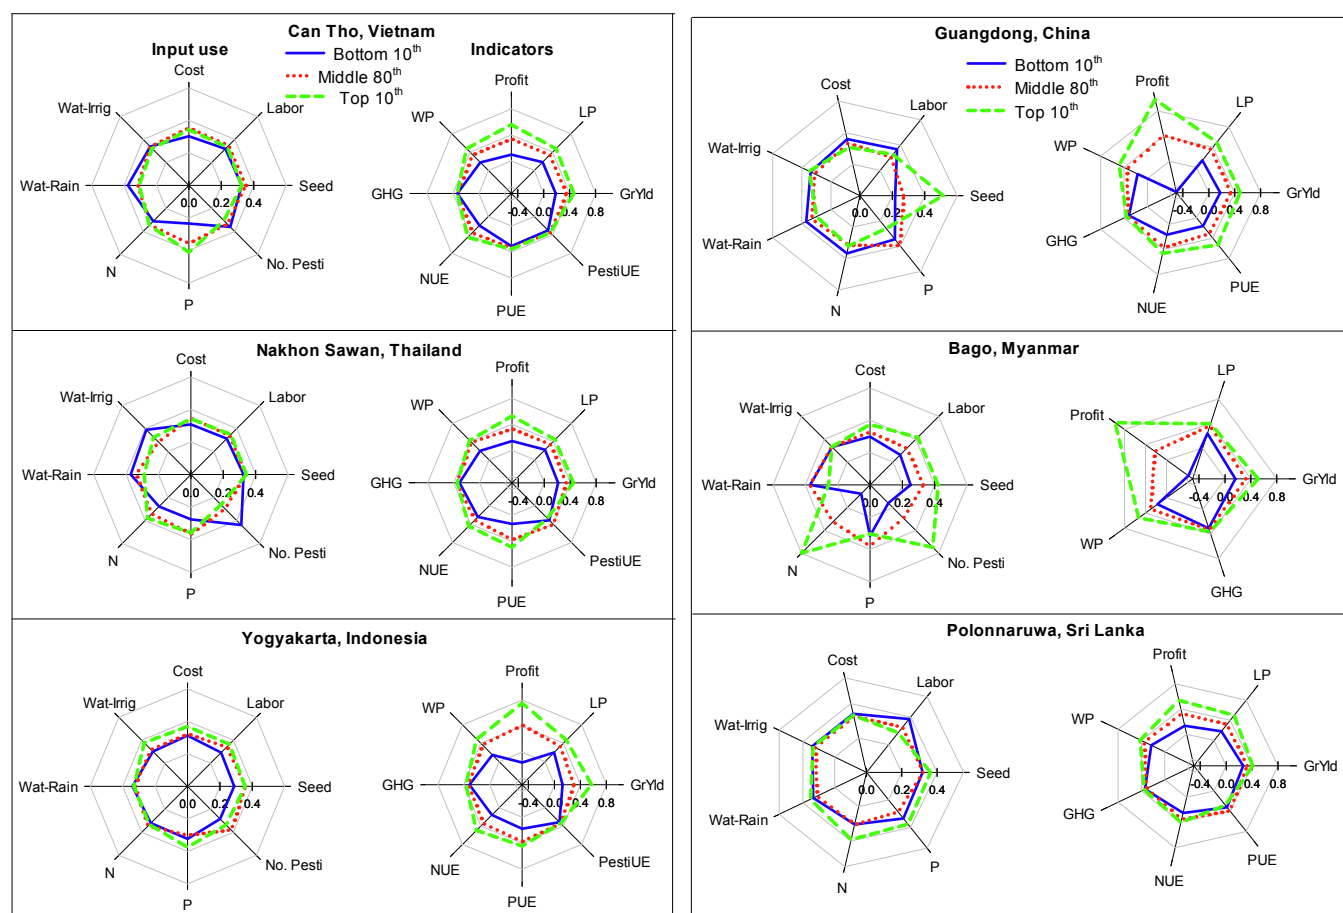 Can Tho, Vietnam
Input use
Bottom 10th
Middle 80th
Top 10th
Indicators
Cost
Labor
Seed
No. Pesti
P
N
Wat-Rain
Wat-Irrig
0.0 0.2 0.4
Profit
LP
GrYld
PestiUE
PUE
NUE
GHG
WP
-0.4 0.0 0.4 0.8
Guangdong, China
Bottom 10th
Middle 80th
Top 10th
Cost
Labor
Seed
P
N
Wat-Rain
Wat-Irrig
0.0 0.2 0.4
Profit
LP
GrYld
PUE
NUE
GHG
WP
-0.4 0.0 0.4 0.8
Nakhon Sawan, Thailand
Cost
Labor
Seed
No. Pesti
P
N
Wat-Rain
Wat-Irrig
0.0 0.2 0.4
Profit
LP
GrYld
PestiUE
PUE
NUE
GHG
WP
-0.4 0.0 0.4 0.8
Bago, Myanmar
Cost
Labor
Seed
No. Pesti
P
N
Wat-Rain
Wat-Irrig
0.0 0.2 0.4
LP
GrYld
GHG
WP
Profit
-0.4 0.0 0.4 0.8
Yogyakarta, Indonesia
Cost
Labor
Seed
No. Pesti
P
N
Wat-Rain
Wat-Irrig
0.0 0.2 0.4
Profit
LP
GrYld
PestiUE
PUE
NUE
GHG
WP
-0.4 0.0 0.4 0.8
Polonnaruwa, Sri Lanka
Cost
Labor
Seed
P
N
Wat-Rain
Wat-Irrig
0.0 0.2 0.4
Profit
LP
GrYld
PUE
NUE
GHG
WP
-0.4 0.0 0.4 0.8